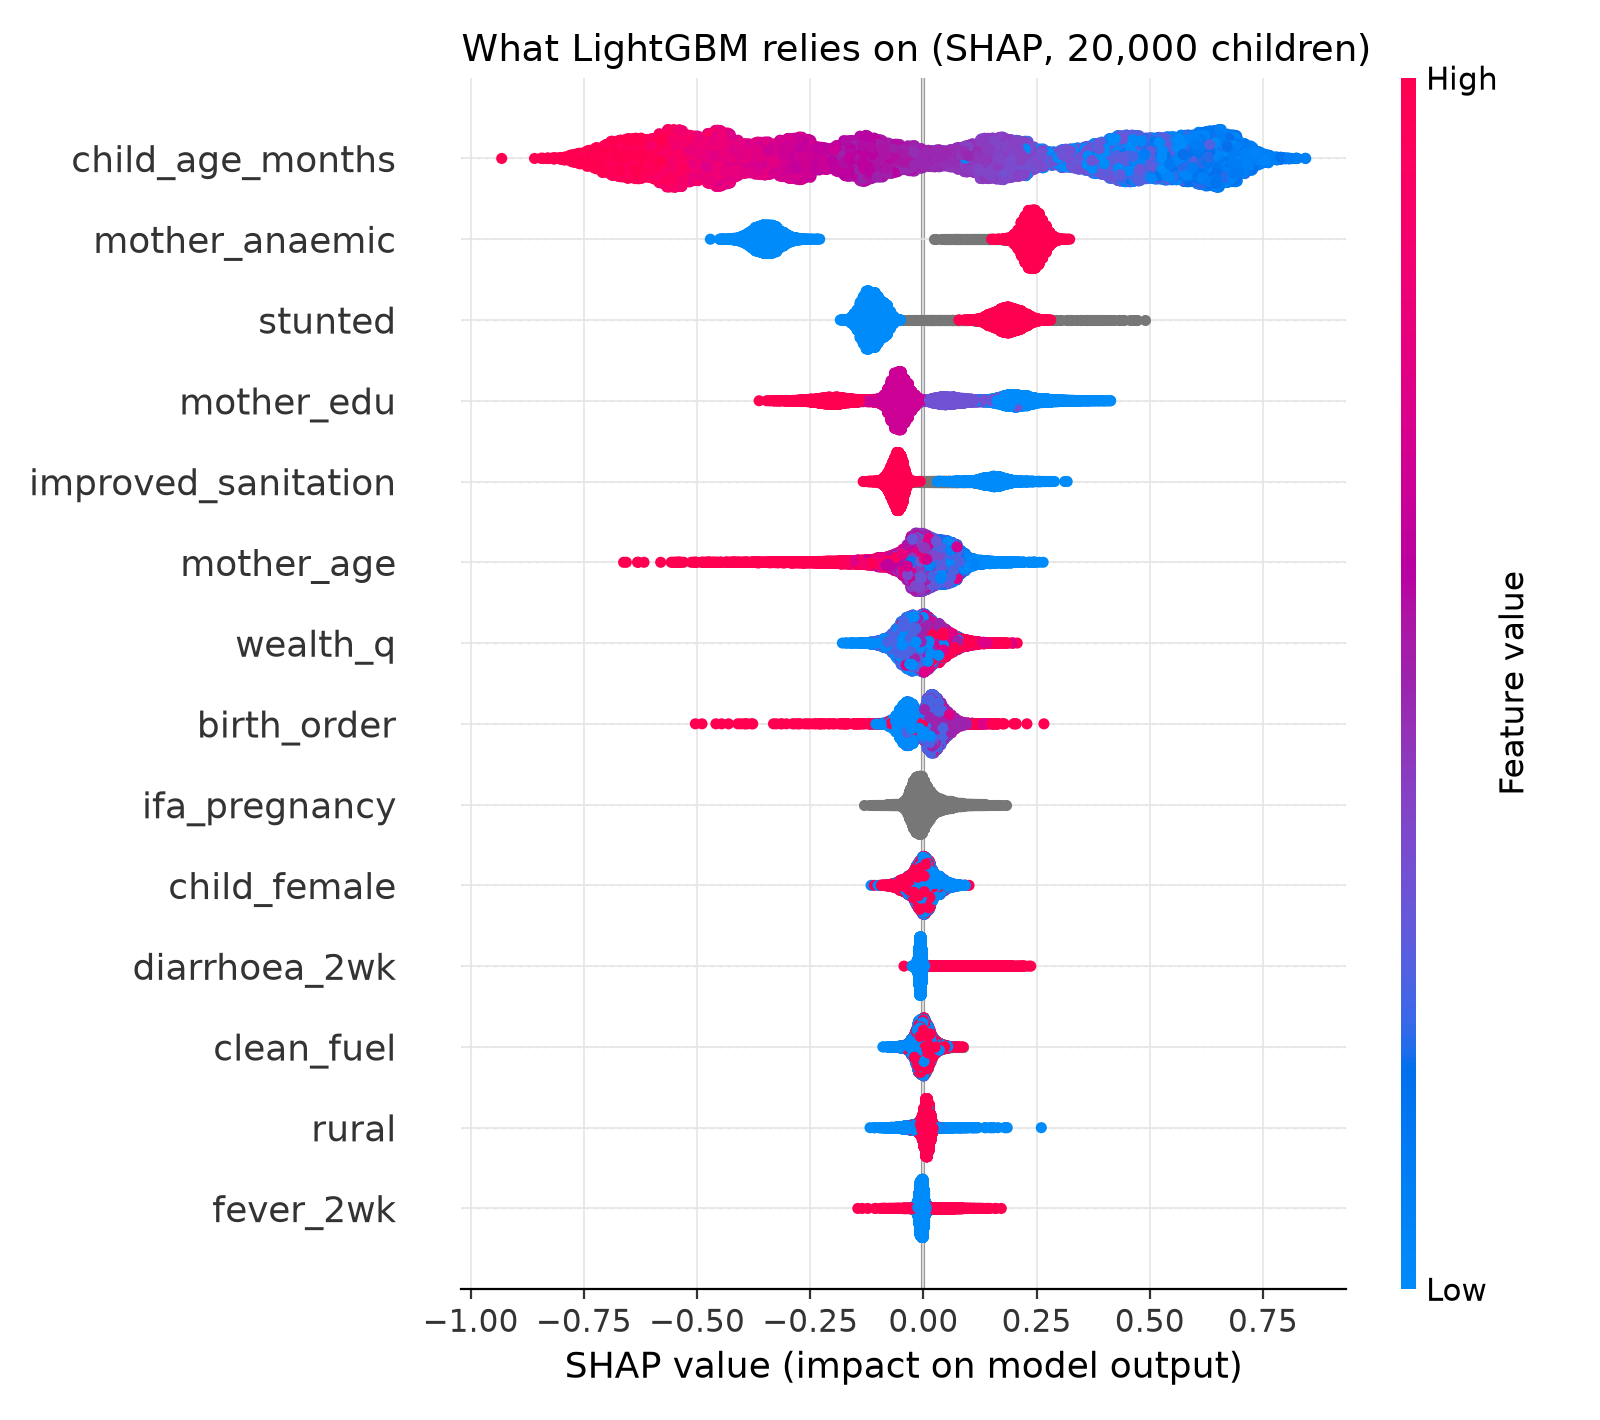 What LightGBM relies on (SHAP, 20,000 children)
High
child_age_months
mother_anaemic
stunted
mother_edu
improved_sanitation
mother_age
wealth_q
birth_order
ifa_pregnancy
child_female
diarrhoea_2wk
clean_fuel
rural
fever_2wk
Feature value
Low
−1.00 −0.75 −0.50 −0.25 0.00 0.25 0.50 0.75
SHAP value (impact on model output)